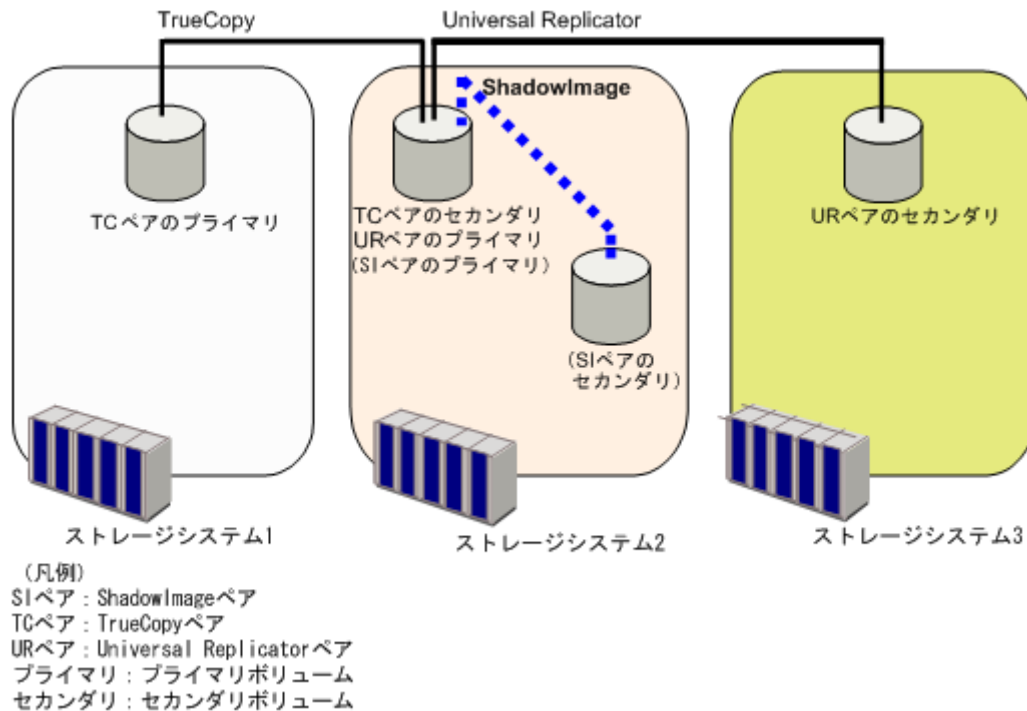 TrueCopy
Universal Replicator
ShadowImage
TCペアのプライマリ
TCペアのセカンダリ
URペアのプライマリ
(SIペアのプライマリ)
URペアのセカンダリ
(SIペアの
セカンダリ)
ストレージシステム1
ストレージシステム2
ストレージシステム3
(凡例)
SIペア：ShadowImageペア
TCペア：TrueCopyペア
URペア：Universal Replicatorペア
プライマリ：プライマリボリューム
セカンダリ：セカンダリボリューム